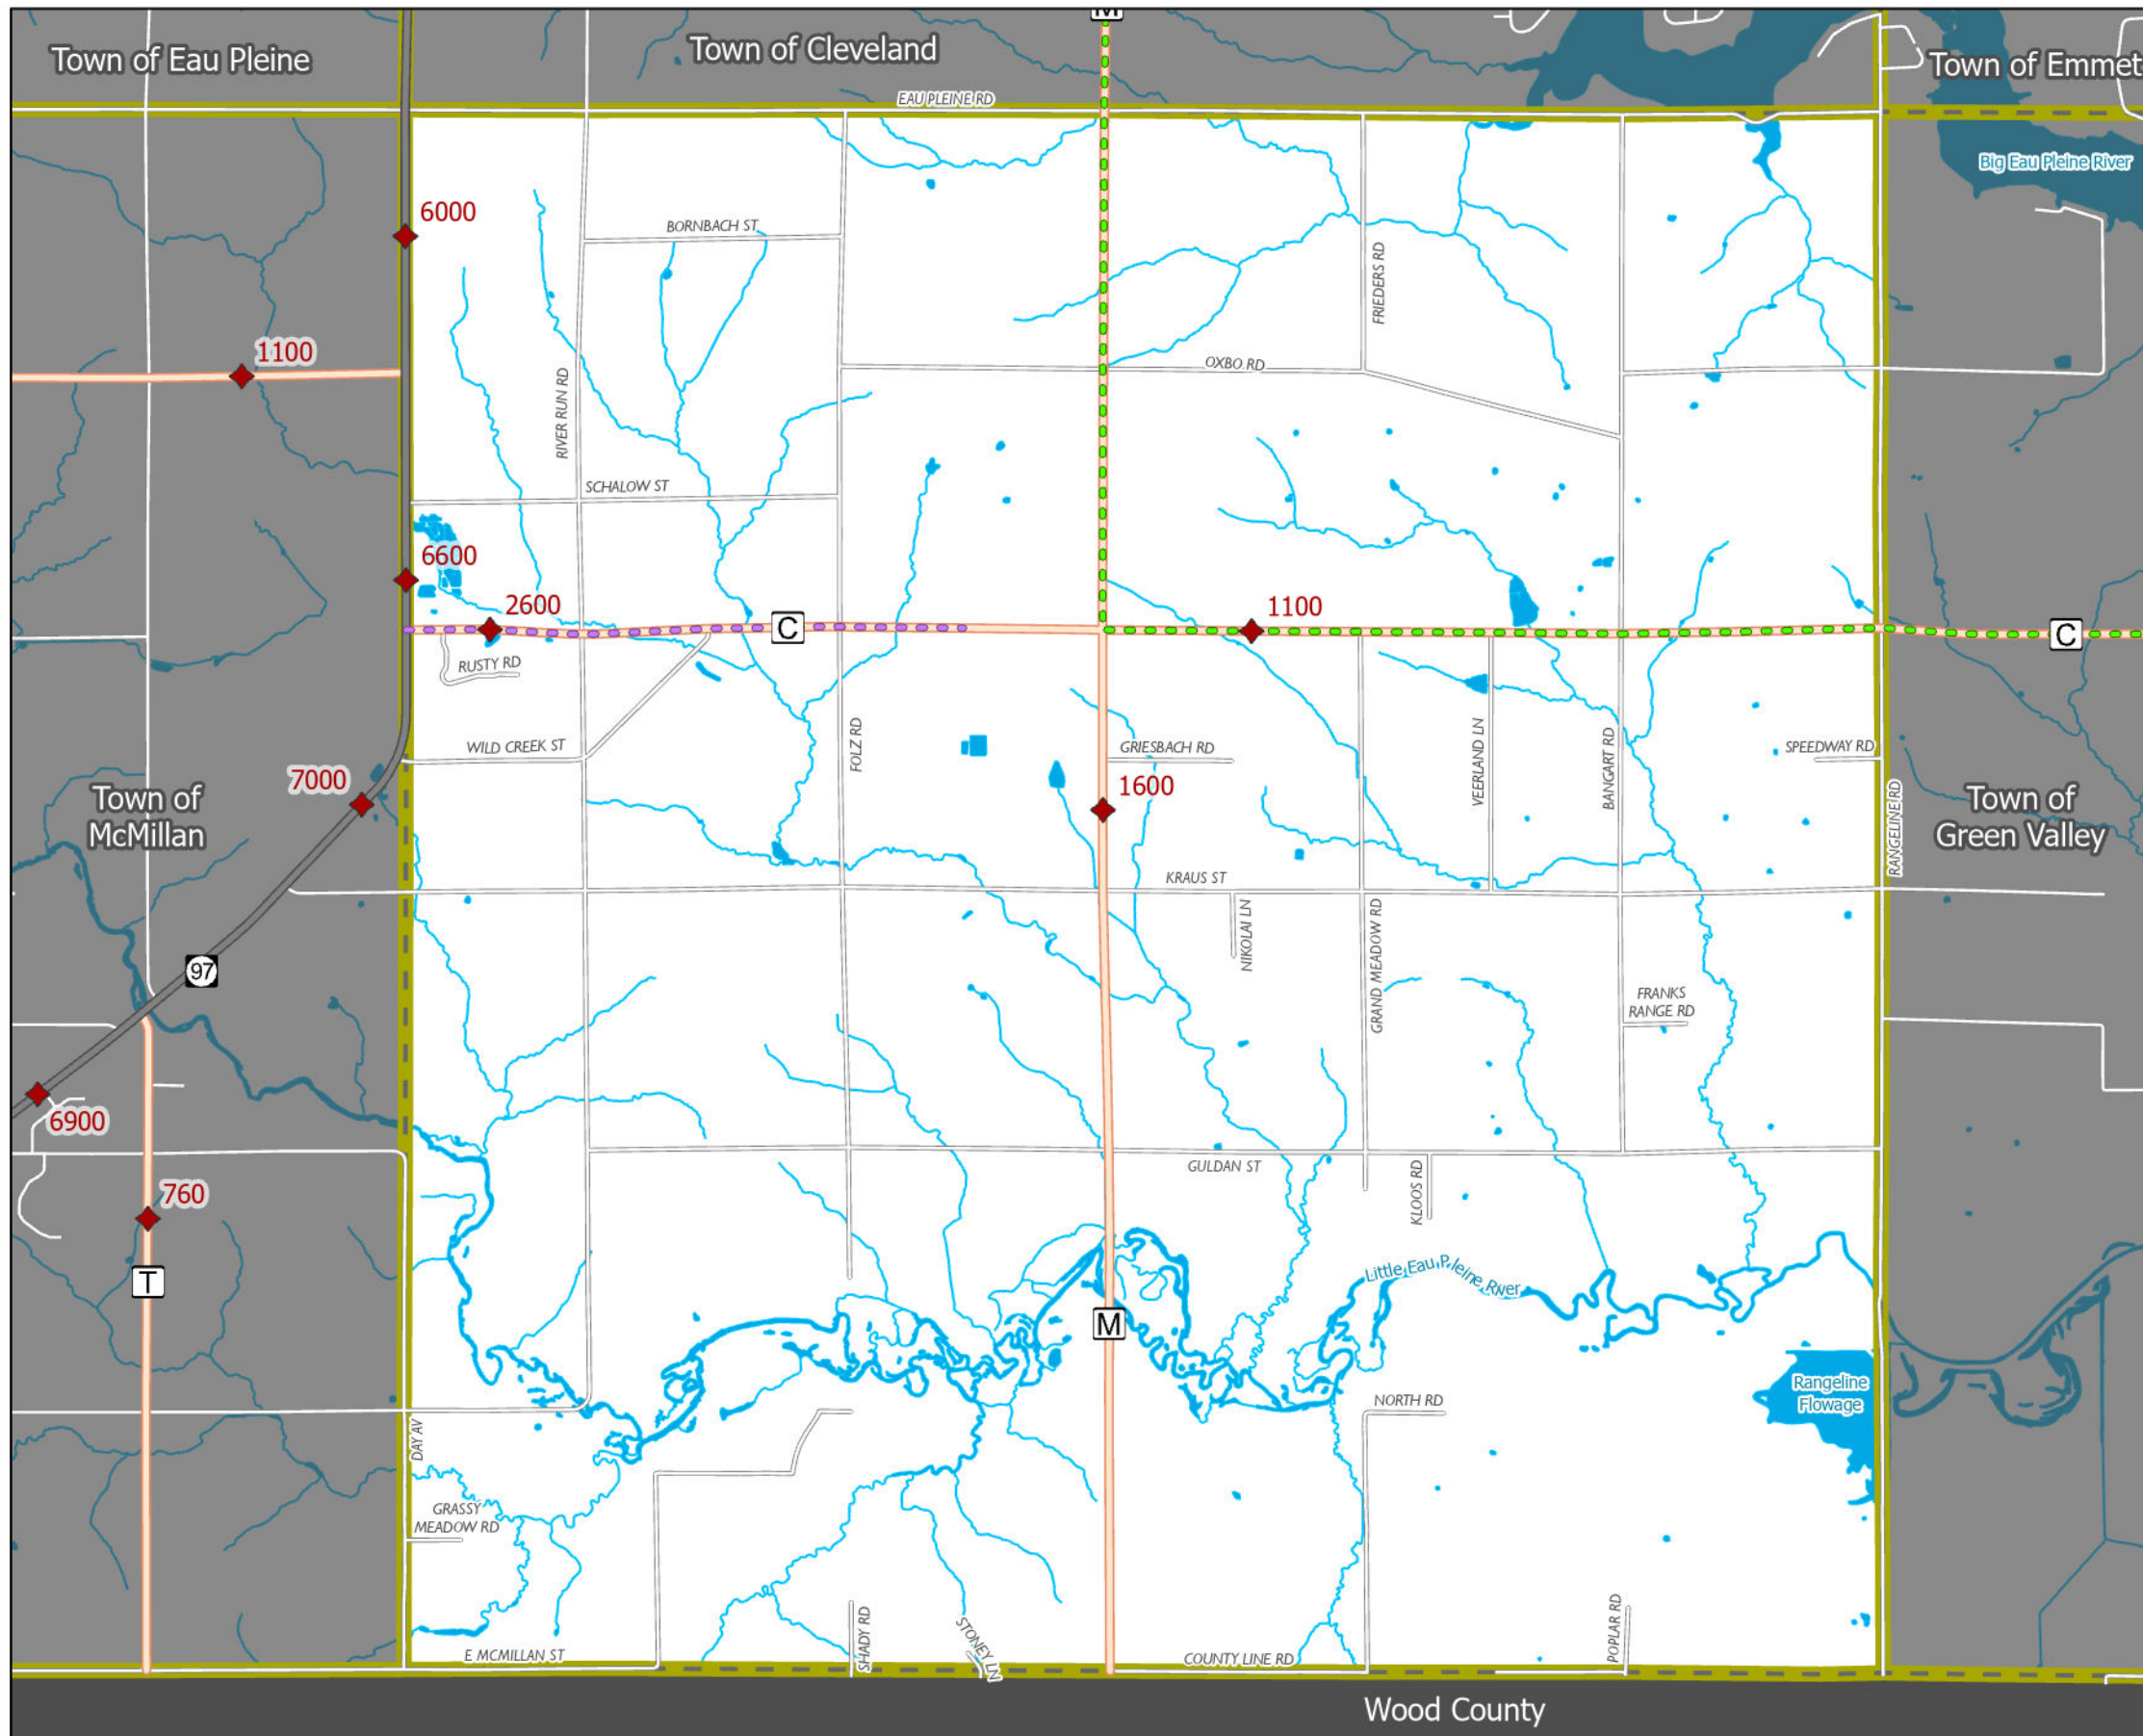 M
Town of Eau Pleine
Town of Cleveland
Town of Emmet
EAU PLEINE RD
Big Eau Pleine River
6000
BORNBACH ST
FRIEDERS RD
1100
OXBO RD
RIVER RUN RD
SCHALOW ST
6600
2600
C
1100
C
RUSTY RD
WILD CREEK ST
FOLZ RD
GRIESBACH RD
VEERLAND LN
BANGART RD
SPEEDWAY RD
7000
1600
Town of
McMillan
RANGELINE RD
Town of
Green Valley
KRAUS ST
NIKOLAI LN
GRAND MEADOW RD
97
FRANKS
RANGE RD
6900
GULDAN ST
KLOOS RD
760
T
Little Eau Pleine River
M
Rangeline
Flowage
NORTH RD
DAY AV
GRASSY
MEADOW RD
SHADY RD
STONEY LN
POPLAR RD
E MCMILLAN ST
COUNTY LINE RD
Wood County